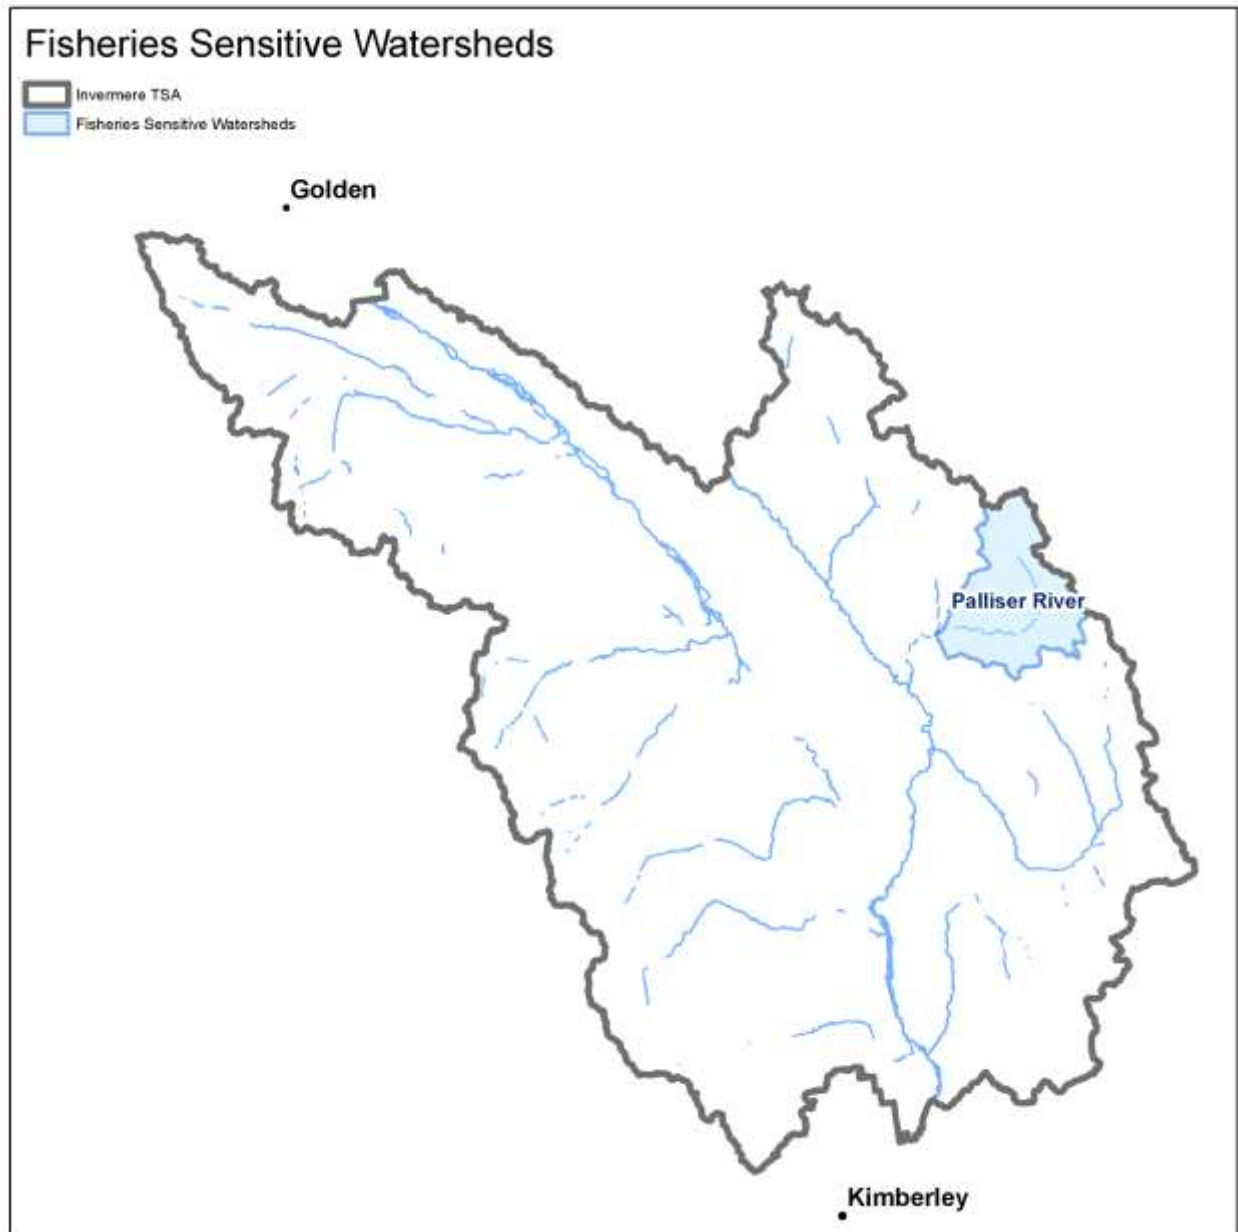 Fisheries Sensitive Watersheds
Invermere TSA
Fisheries Sensitive Watersheds
Golden
Palliser River
Kimberley